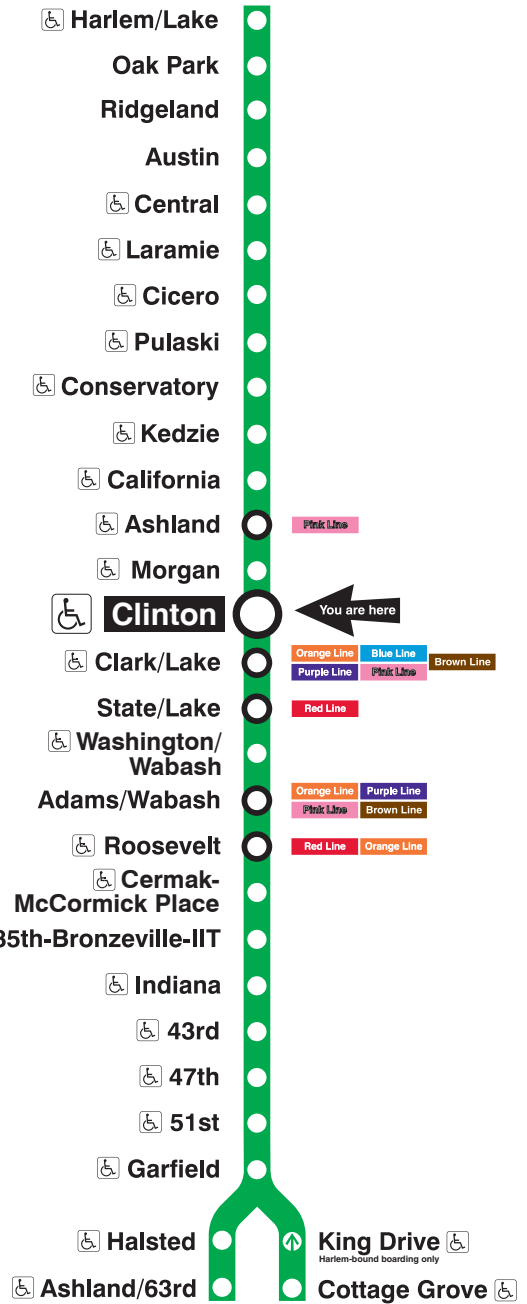 Harlem/Lake
Oak Park
Ridgeland
Austin
Central
Laramie
Cicero
Pulaski
Conservatory
Kedzie
California
Ashland
Pink Line
Morgan
Clinton
You are here
Clark/Lake
Orange Line Blue Line Brown Line
Purple Line Pink Line
State/Lake
Red Line
Washington/
Wabash
Adams/Wabash
Orange Line Purple Line
Pink Line Brown Line
Roosevelt
Red Line Orange Line
Cermak-
McCormick Place
35th-Bronzeville-IIT
Indiana
43rd
47th
51st
Garfield
Halsted
King Drive
Harlem-bound boarding only
Ashland/63rd
Cottage Grove